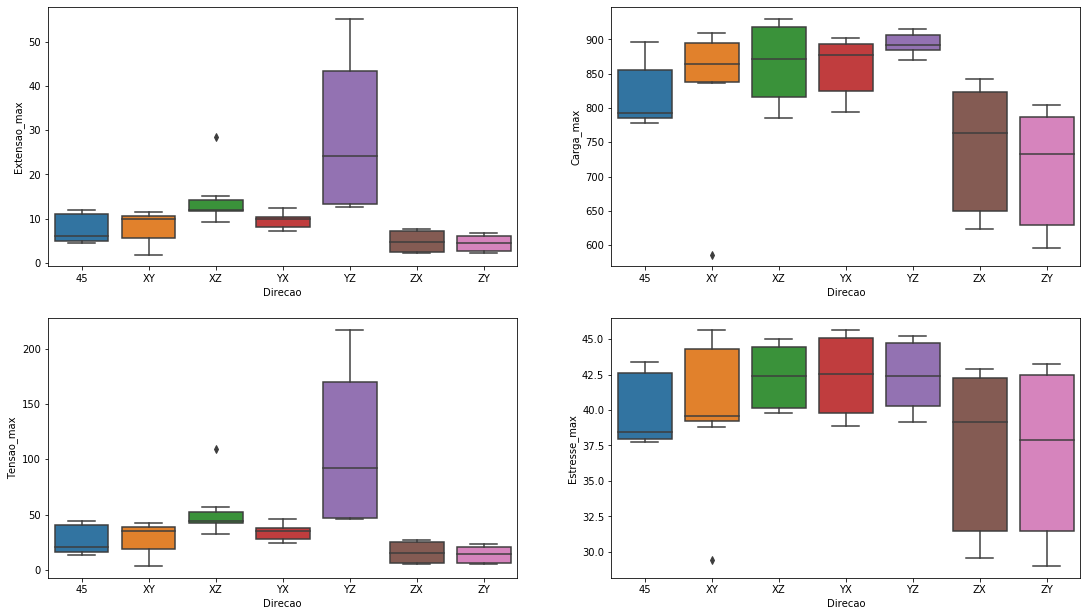 Extensao_max
50
40
30
20
10
0
45 XY XZ YX YZ ZX ZY
Direcao
Carga_max
900
850
800
750
700
650
600
45 XY XZ YX YZ ZX ZY
Direcao
Tensao_max
200
150
100
50
0
45 XY XZ YX YZ ZX ZY
Direcao
Estresse_max
45.0
42.5
40.0
37.5
35.0
32.5
30.0
45 XY XZ YX YZ ZX ZY
Direcao